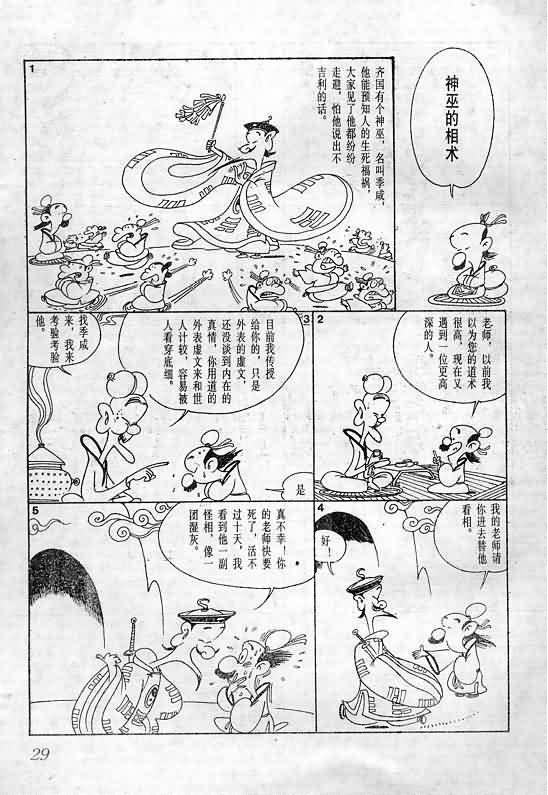 神巫的相术
1
齐国有个神巫，名叫季咸，
他能预知人的生死福祸，
大家见了他都纷纷
走避，怕他说出不
吉利的话。
2
老师，以前我
以为您的道术
很高，现在又
遇到一位更高
深的人。
3
目前我传授
给你的，只是
外表的虚文，
还没谈到内在的
真情，你用道的
外表虚文来和世
人计较，容易被
人看穿底细。
找季咸
来，我来
考验考验
他。
是
4
我的老师请
你进去替他
看相。
好！
5
真不幸！你
的老师快要
死了，活不
过十天，我
看到他一副
怪相，像一
团湿灰。
29